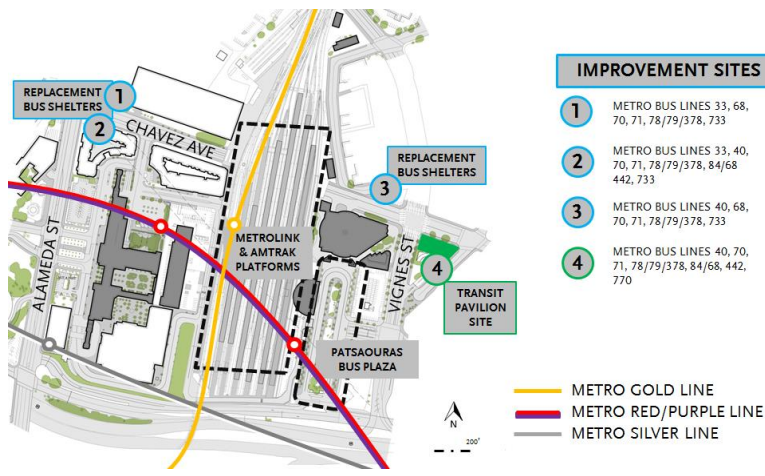 REPLACEMENT
BUS SHELTERS
1
2
CHAVEZ AVE
REPLACEMENT
BUS SHELTERS
3
METROLINK
& AMTRAK
PLATFORMS
ALAMEDA ST
VIGNES ST
4
TRANSIT
PAVILION
SITE
PATSAOURAS
BUS PLAZA
N
200'
IMPROVEMENT SITES
1
METRO BUS LINES 33, 68,
70, 71, 78/79/378, 733
2
METRO BUS LINES 33, 40,
70, 71, 78/79/378, 84/68
442, 733
3
METRO BUS LINES 40, 68,
70, 71, 78/79/378, 733
4
METRO BUS LINES 40, 70,
71, 78/79/378, 84/68, 442,
770
METRO GOLD LINE
METRO RED/PURPLE LINE
METRO SILVER LINE